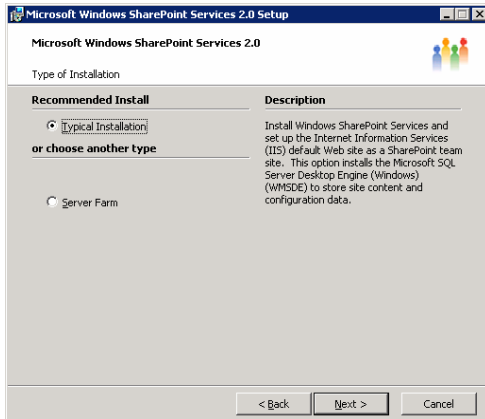 Microsoft Windows SharePoint Services 2.0 Setup
Microsoft Windows SharePoint Services 2.0
Type of Installation
Recommended Install
Typical Installation
or choose another type
Server Farm
Description
Install Windows SharePoint Services and
set up the Internet Information Services
(IIS) default Web site as a SharePoint team
site. This option installs the Microsoft SQL
Server Desktop Engine (Windows)
(WMSDE) to store site content and
configuration data.
< Back
Next >
Cancel